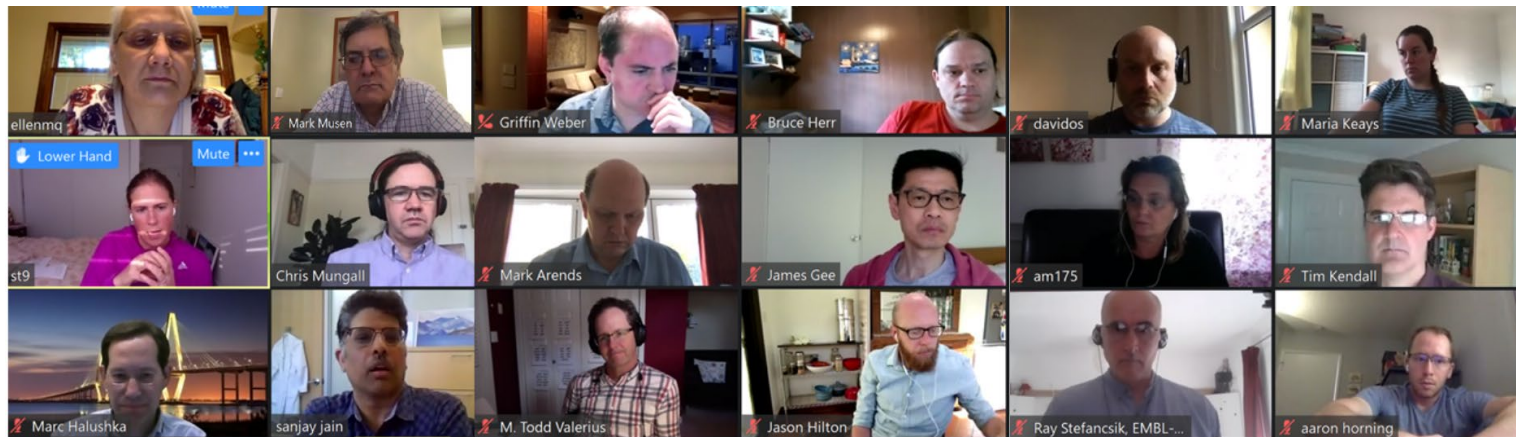 Mute
ellenmq
Mark Musen
Griffin Weber
Bruce Herr
davidos
Maria Keays
Lower Hand
Mute
st9
Chris Mungall
Mark Arends
James Gee
am175
Tim Kendall
Marc Halushka
sanjay jain
M. Todd Valerius
Jason Hilton
Ray Stefancsik, EMBL-...
aaron horning